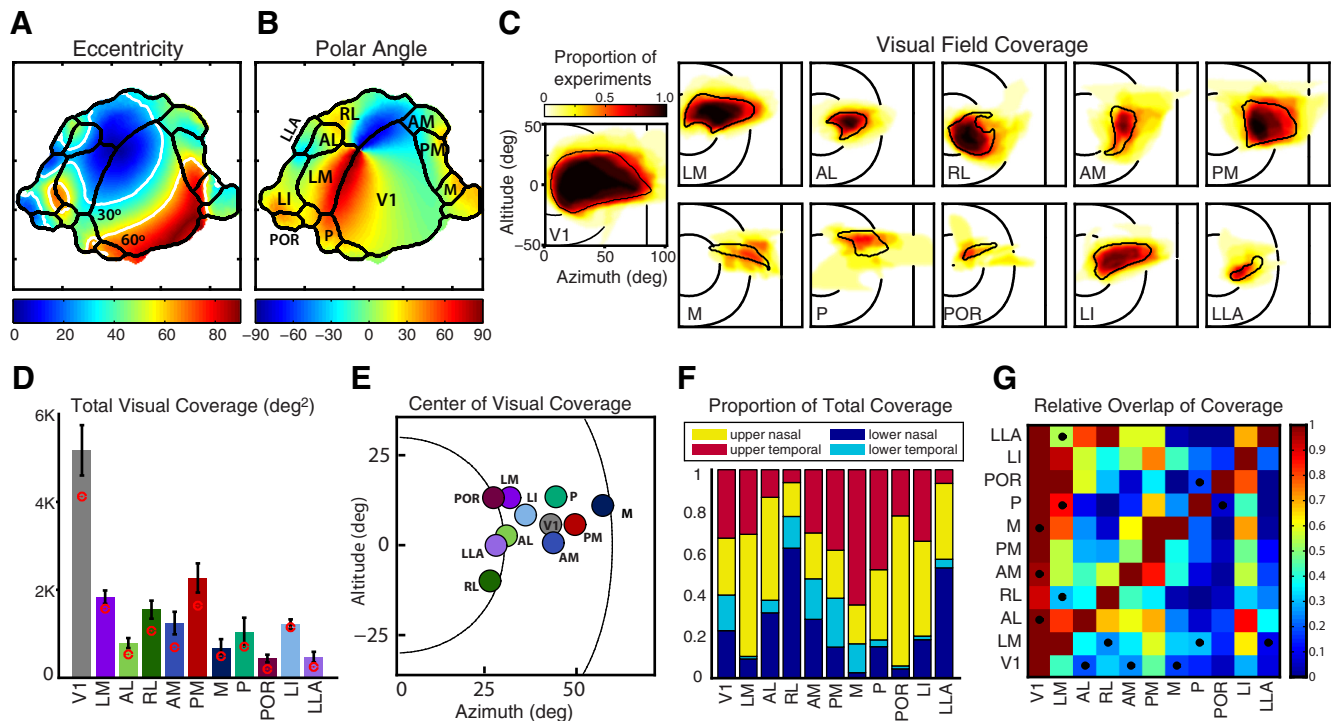 A
Eccentricity
30o
60o
0 20 40 60 80
B
Polar Angle
LLA
RL
AL
AM
PM
LM
LI
V1
M
POR
P
−90 −60 −30 0 30 60 90
C
Visual Field Coverage
Proportion of
experiments
0 0.5 1.0
50
0
−50
Altitude (deg)
V1
0 50 100
Azimuth (deg)
LM
AL
RL
AM
PM
M
P
POR
LI
LLA
D
Total Visual Coverage (deg2)
6K
4K
2K
0
V1 LM AL RL AM PM M P POR LI LLA
E
Center of Visual Coverage
Altitude (deg)
25
0
−25
POR
LM
LI
P
M
V1
PM
AL
AM
LLA
RL
0 25 50
Azimuth (deg)
F
Proportion of Total Coverage
upper nasal lower nasal
upper temporal lower temporal
1
0.8
0.6
0.4
0.2
0
V1 LM AL RL AM PM M P POR LI LLA
G
Relative Overlap of Coverage
LLA
LI
POR
P
M
PM
AM
RL
AL
LM
V1
V1 LM AL RL AM PM M P POR LI LLA
1
0.9
0.8
0.7
0.6
0.5
0.4
0.3
0.2
0.1
0